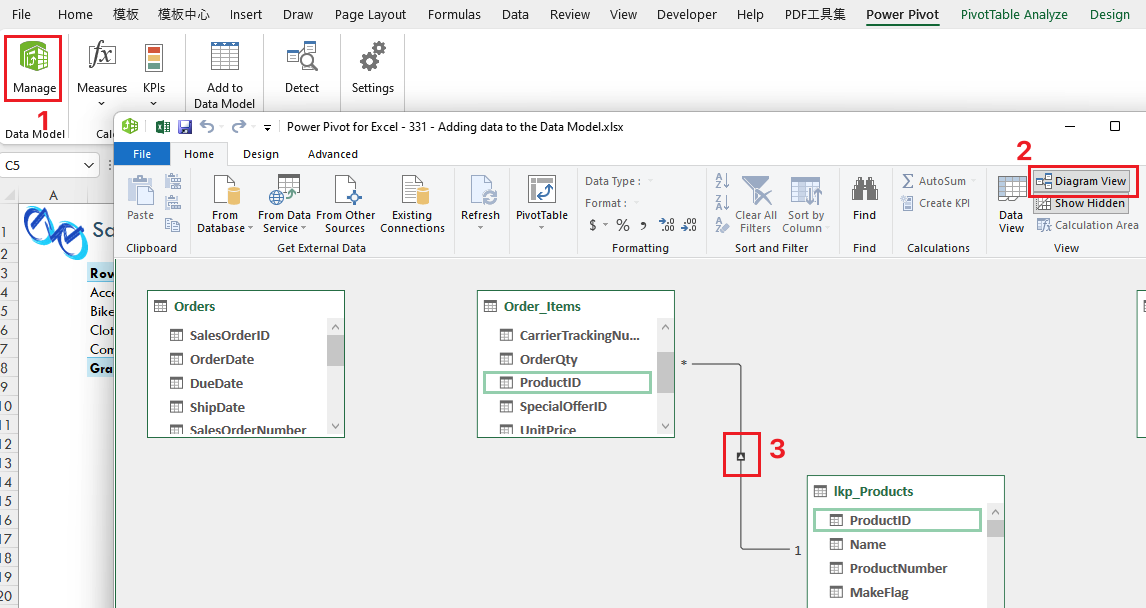 File Home 模板 模板中心 Insert Draw Page Layout Formulas Data Review View Developer Help PDF工具集 Power Pivot PivotTable Analyze Design
Manage Measures KPIs Add to Data Model Detect Settings
1
Data Model Calc
Power Pivot for Excel - 331 - Adding data to the Data Model.xlsx
File Home Design Advanced
2
C5
Paste
From Database
From Data Service
From Other Sources
Existing Connections
Refresh
PivotTable
Data Type :
Format :
$ %
Clear All Filters
Sort by Column
Find
AutoSum
Create KPI
Data View
Diagram View
Show Hidden
Calculation Area
Clipboard Get External Data Formatting Sort and Filter Find Calculations View
A
1
2
3
4
5
6
7
8
9
10
11
12
13
14
15
16
17
18
19
20
Sa
Row
Acce
Bike
Clot
Com
Gra
Orders
SalesOrderID
OrderDate
DueDate
ShipDate
SalesOrderNumber
Order_Items
CarrierTrackingNu...
OrderQty
ProductID
SpecialOfferID
UnitPrice
*
3
1
lkp_Products
ProductID
Name
ProductNumber
MakeFlag